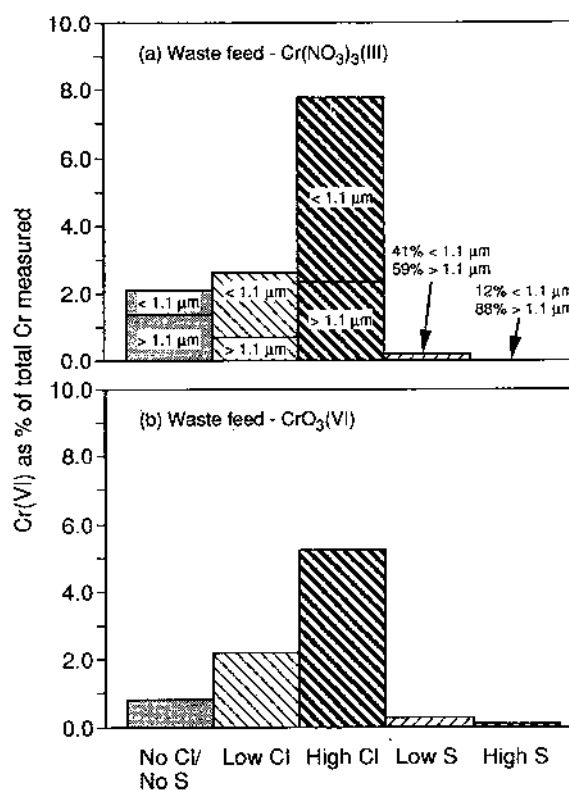 Cr(VI) as % of total Cr measured
10.0
8.0
6.0
4.0
2.0
0.0
(a) Waste feed - Cr(NO3)3(III)
< 1.1 μm
> 1.1 μm
< 1.1 μm
> 1.1 μm
< 1.1 μm
> 1.1 μm
41% < 1.1 μm
59% > 1.1 μm
12% < 1.1 μm
88% > 1.1 μm
10.0
8.0
6.0
4.0
2.0
0.0
(b) Waste feed - CrO3(VI)
No Cl/ Low Cl High Cl Low S High S
No S